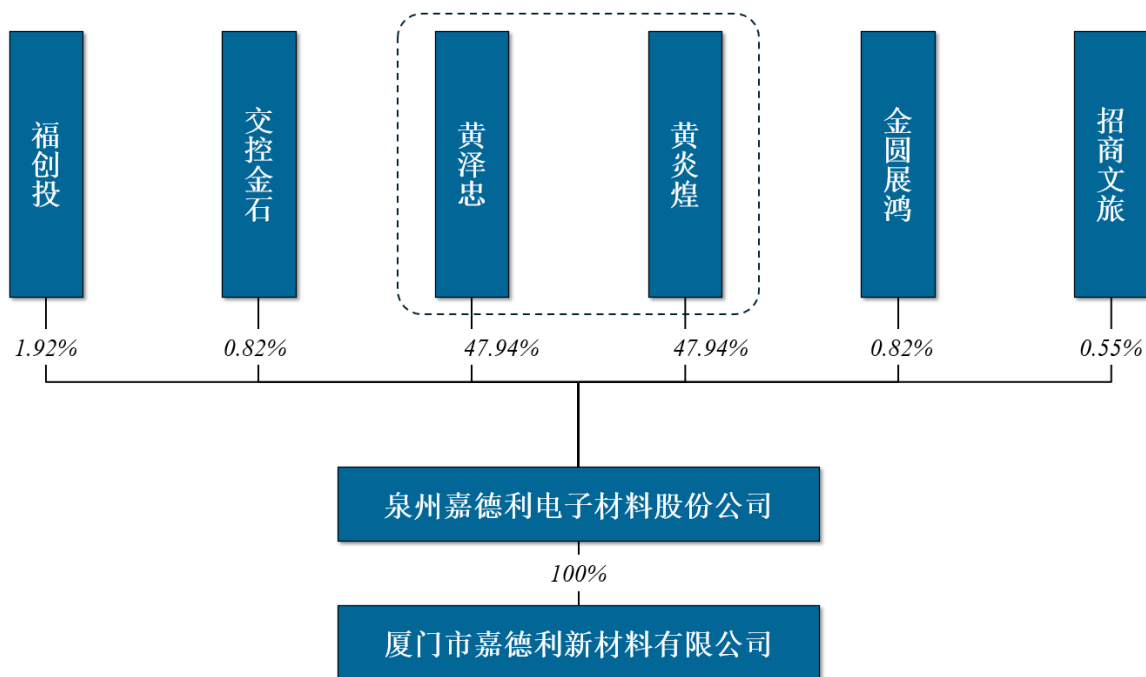 福创投
交控金石
黄泽忠
黄炎煌
金圆展鸿
招商文旅
1.92%
0.82%
47.94%
47.94%
0.82%
0.55%
泉州嘉德利电子材料股份公司
100%
厦门市嘉德利新材料有限公司